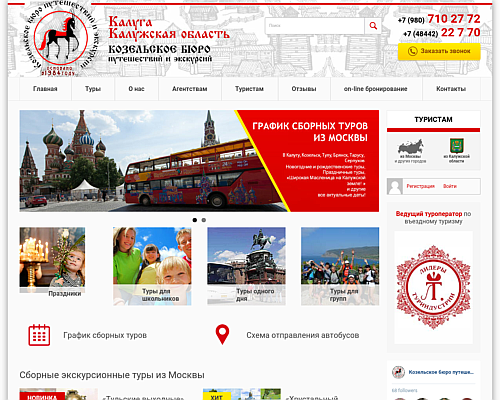 Козельское бюро путешествий и экскурсий
основано
в 1984 году
Калуга
Калужская область
козельское бюро
путешествий и экскурсий
Поиск
+7 (980) 710 27 72
+7 (48442) 22 7 70
Заказать звонок
Главная
Туры
О нас
Агентствам
Туристам
Отзывы
on-line бронирование
Контакты
ГРАФИК СБОРНЫХ ТУРОВ
ИЗ МОСКВЫ
В Калугу, Козельск, Тулу, Брянск, Тарусу,
Серпухов.
Новогодние и рождественские туры.
Праздничные туры.
«Широкая Масленица на Калужской
земле!»
и другие
все актуальные даты!
ТУРИСТАМ
из Москвы
и других городов
из Калужской
области
Регистрация
Войти
Ведущий туроператор по
въездному туризму
ЛИДЕРЫ
ТУРИНДУСТРИИ
Праздники
Туры для
школьников
Туры одного
дня
Туры для
групп
График сборных туров
Схема отправления автобусов
Сборные экскурсионные туры из Москвы
НОВИНКА
«Тульские выходные»
ХИТ
«Хрустальный
Козельское бюро путеше...
68 followers